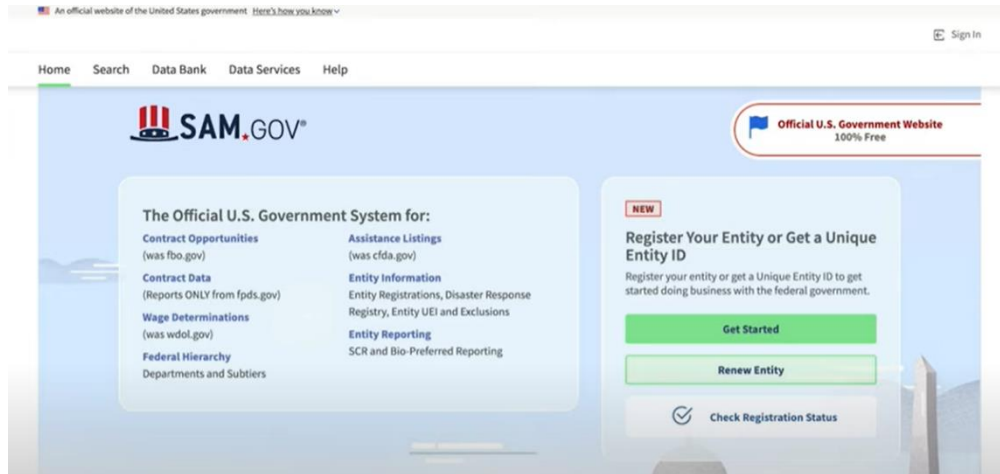 An official website of the United States government Here's how you know
Sign In
Home Search Data Bank Data Services Help
SAM.GOV®
Official U.S. Government Website
100% Free
The Official U.S. Government System for:
Contract Opportunities
(was fbo.gov)
Contract Data
(Reports ONLY from fpds.gov)
Wage Determinations
(was wdol.gov)
Federal Hierarchy
Departments and Subtiers
Assistance Listings
(was cfda.gov)
Entity Information
Entity Registrations, Disaster Response
Registry, Entity UEI and Exclusions
Entity Reporting
SCR and Bio-Preferred Reporting
NEW
Register Your Entity or Get a Unique
Entity ID
Register your entity or get a Unique Entity ID to get
started doing business with the federal government.
Get Started
Renew Entity
Check Registration Status